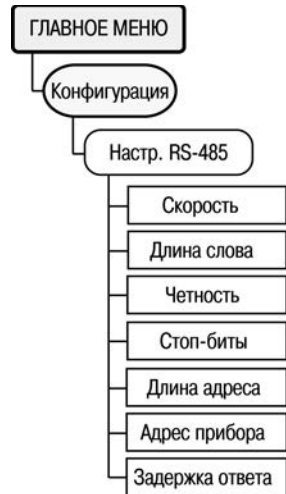 ГЛАВНОЕ МЕНЮ
Конфигурация
Настр. RS-485
Скорость
Длина слова
Четность
Стоп-биты
Длина адреса
Адрес прибора
Задержка ответа